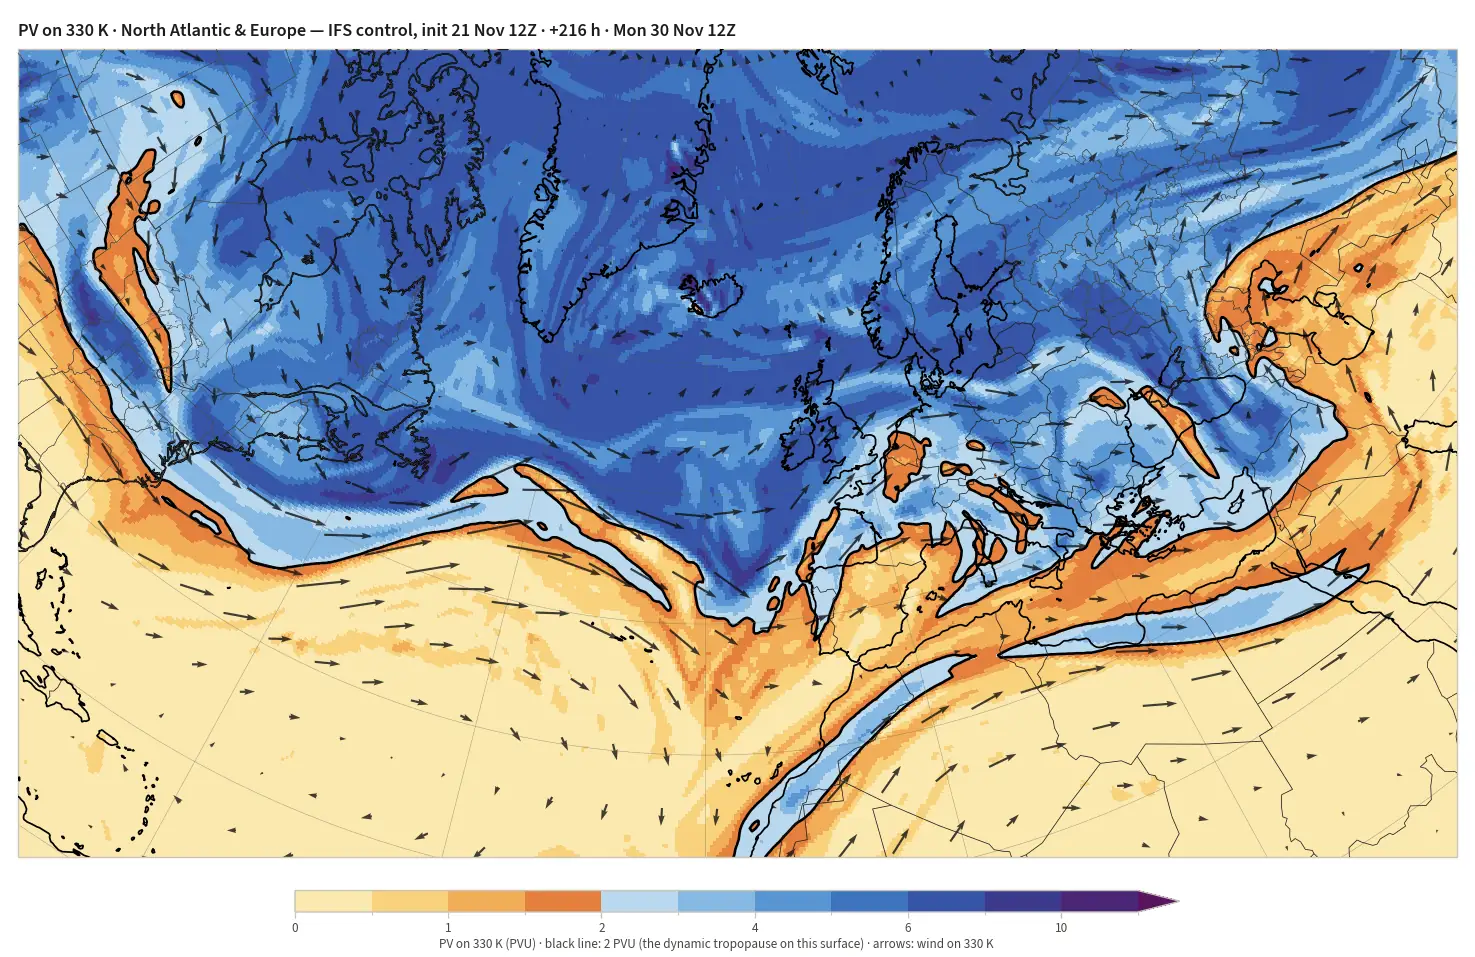 PV on 330 K · North Atlantic & Europe — IFS control, init 21 Nov 12Z · +216 h · Mon 30 Nov 12Z
0 1 2 4 6 10
PV on 330 K (PVU) · black line: 2 PVU (the dynamic tropopause on this surface) · arrows: wind on 330 K